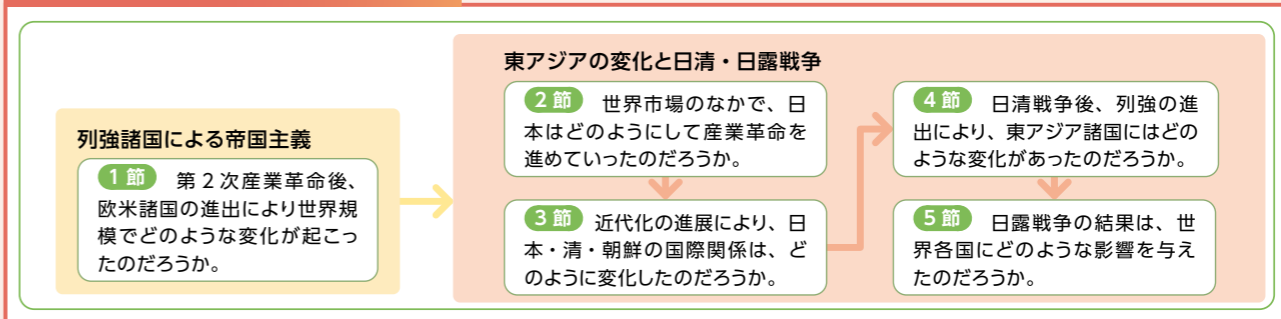 列強諸国による帝国主義
1節 第2次産業革命後、
欧米諸国の進出により世界規
模でどのような変化が起こっ
たのだろうか。
東アジアの変化と日清・日露戦争
2節 世界市場のなかで、日
本はどのようにして産業革命を
進めていったのだろうか。
3節 近代化の進展により、日
本・清・朝鮮の国際関係は、ど
のように変化したのだろうか。
4節 日清戦争後、列強の進
出により、東アジア諸国にはどの
ような変化があったのだろうか。
5節 日露戦争の結果は、世
界各国にどのような影響を与え
たのだろうか。